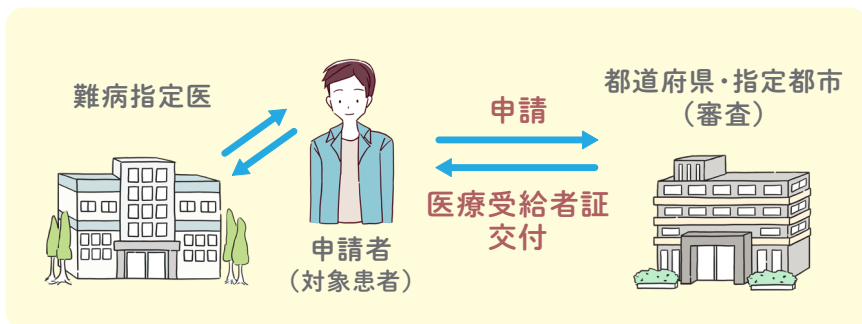 難病指定医
申請者
（対象患者）
申請
医療受給者証
交付
都道府県・指定都市
（審査）